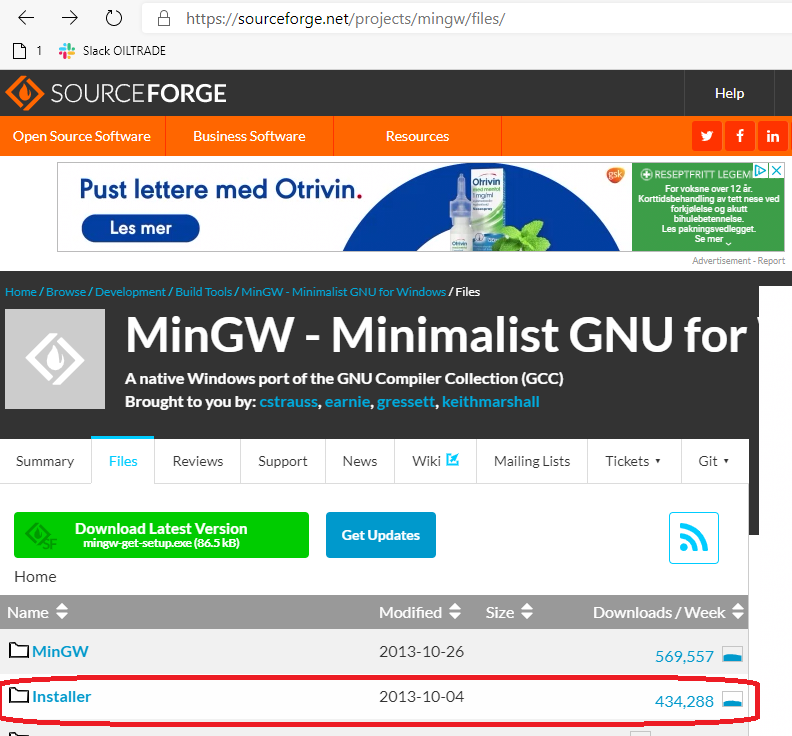 https://sourceforge.net/projects/mingw/files/
1 Slack OILTRADE
SOURCEFORGE Help
Open Source Software Business Software Resources
Pust lettere med Otrivin.
Les mer
Otrivin
Otrivin
gsk
RESEPTFRITT LEGEMI
For voksne over 12 år.
Korttidsbehandling av tett nese ved
forkjølelse og akutt
bihulebetennelse.
Les pakningsvedlegget.
Se mer
Advertisement - Report
Home / Browse / Development / Build Tools / MinGW - Minimalist GNU for Windows / Files
MinGW - Minimalist GNU for
A native Windows port of the GNU Compiler Collection (GCC)
Brought to you by: cstrauss, earnie, gressett, keithmarshall
Summary Files Reviews Support News Wiki Mailing Lists Tickets Git
Download Latest Version
mingw-get-setup.exe (86.5 kB)
Get Updates
Home
Name Modified Size Downloads / Week
MinGW 2013-10-26 569,557
Installer 2013-10-04 434,288